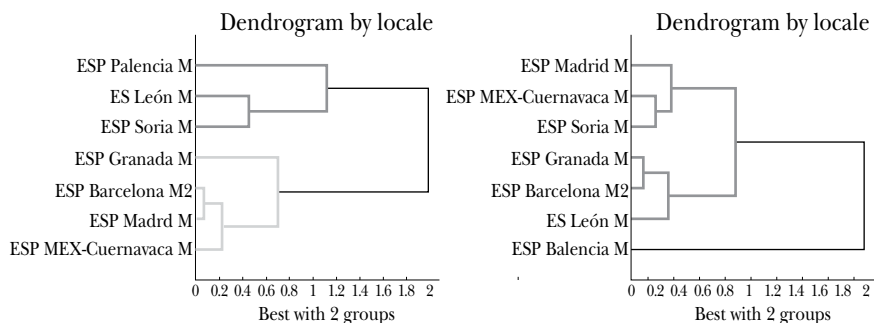 Dendrogram by locale
ESP Palencia M
ES León M
ESP Soria M
ESP Granada M
ESP Barcelona M2
ESP Madrd M
ESP MEX-Cuernavaca M
0 0.2 0.4 0.6 0.8 1 1.2 1.4 1.6 1.8 2
Best with 2 groups
Dendrogram by locale
ESP Madrid M
ESP MEX-Cuernavaca M
ESP Soria M
ESP Granada M
ESP Barcelona M2
ES León M
ESP Balencia M
0 0.2 0.4 0.6 0.8 1 1.2 1.4 1.6 1.8 2
Best with 2 groups